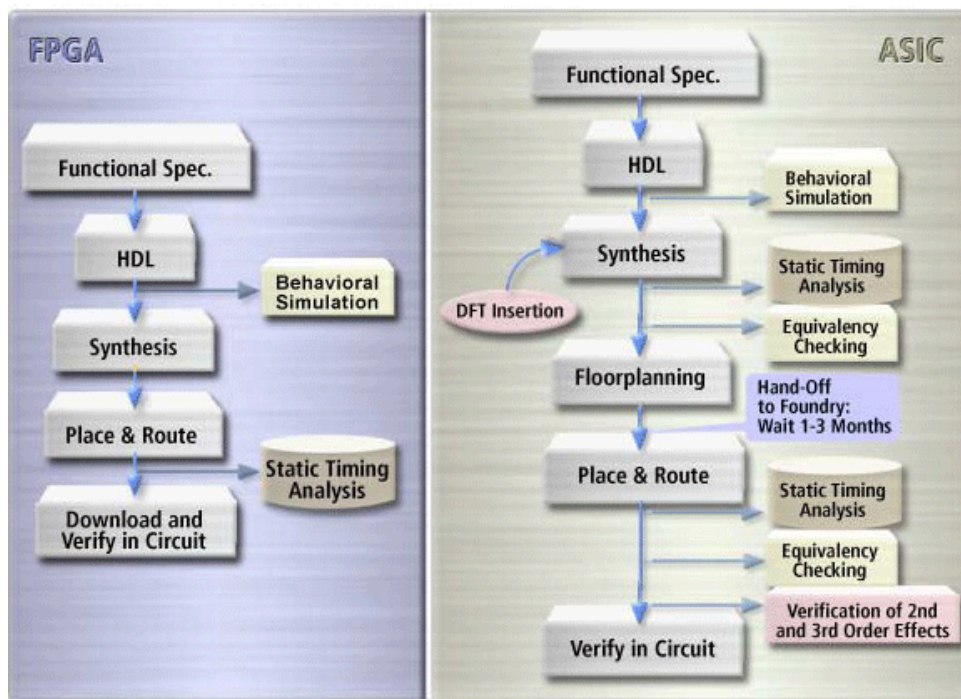 FPGA
Functional Spec.
HDL
Behavioral
Simulation
Synthesis
Place & Route
Static Timing
Analysis
Download and
Verify in Circuit
ASIC
Functional Spec.
HDL
Behavioral
Simulation
Synthesis
DFT Insertion
Static Timing
Analysis
Equivalency
Checking
Floorplanning
Hand-Off
to Foundry:
Wait 1-3 Months
Place & Route
Static Timing
Analysis
Equivalency
Checking
Verification of 2nd
and 3rd Order Effects
Verify in Circuit